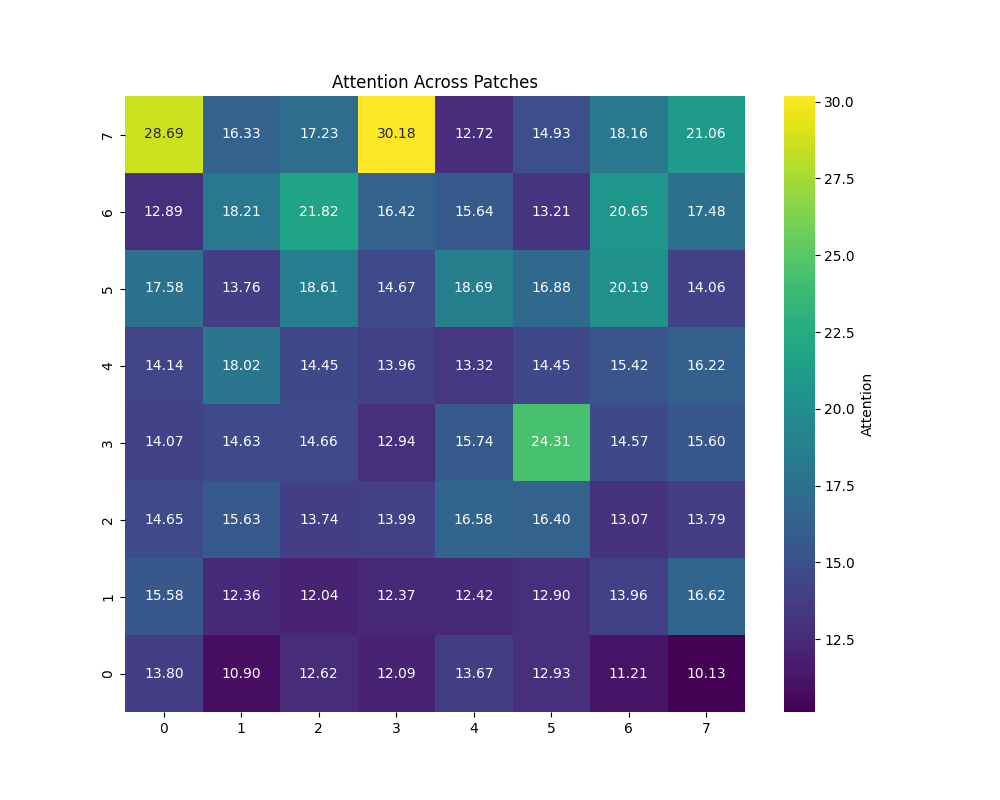 Attention Across Patches
7 28.69 16.33 17.23 30.18 12.72 14.93 18.16 21.06
6 12.89 18.21 21.82 16.42 15.64 13.21 20.65 17.48
5 17.58 13.76 18.61 14.67 18.69 16.88 20.19 14.06
4 14.14 18.02 14.45 13.96 13.32 14.45 15.42 16.22
3 14.07 14.63 14.66 12.94 15.74 24.31 14.57 15.60
2 14.65 15.63 13.74 13.99 16.58 16.40 13.07 13.79
1 15.58 12.36 12.04 12.37 12.42 12.90 13.96 16.62
0 13.80 10.90 12.62 12.09 13.67 12.93 11.21 10.13
0 1 2 3 4 5 6 7
30.0
27.5
25.0
22.5
20.0
17.5
15.0
12.5
Attention